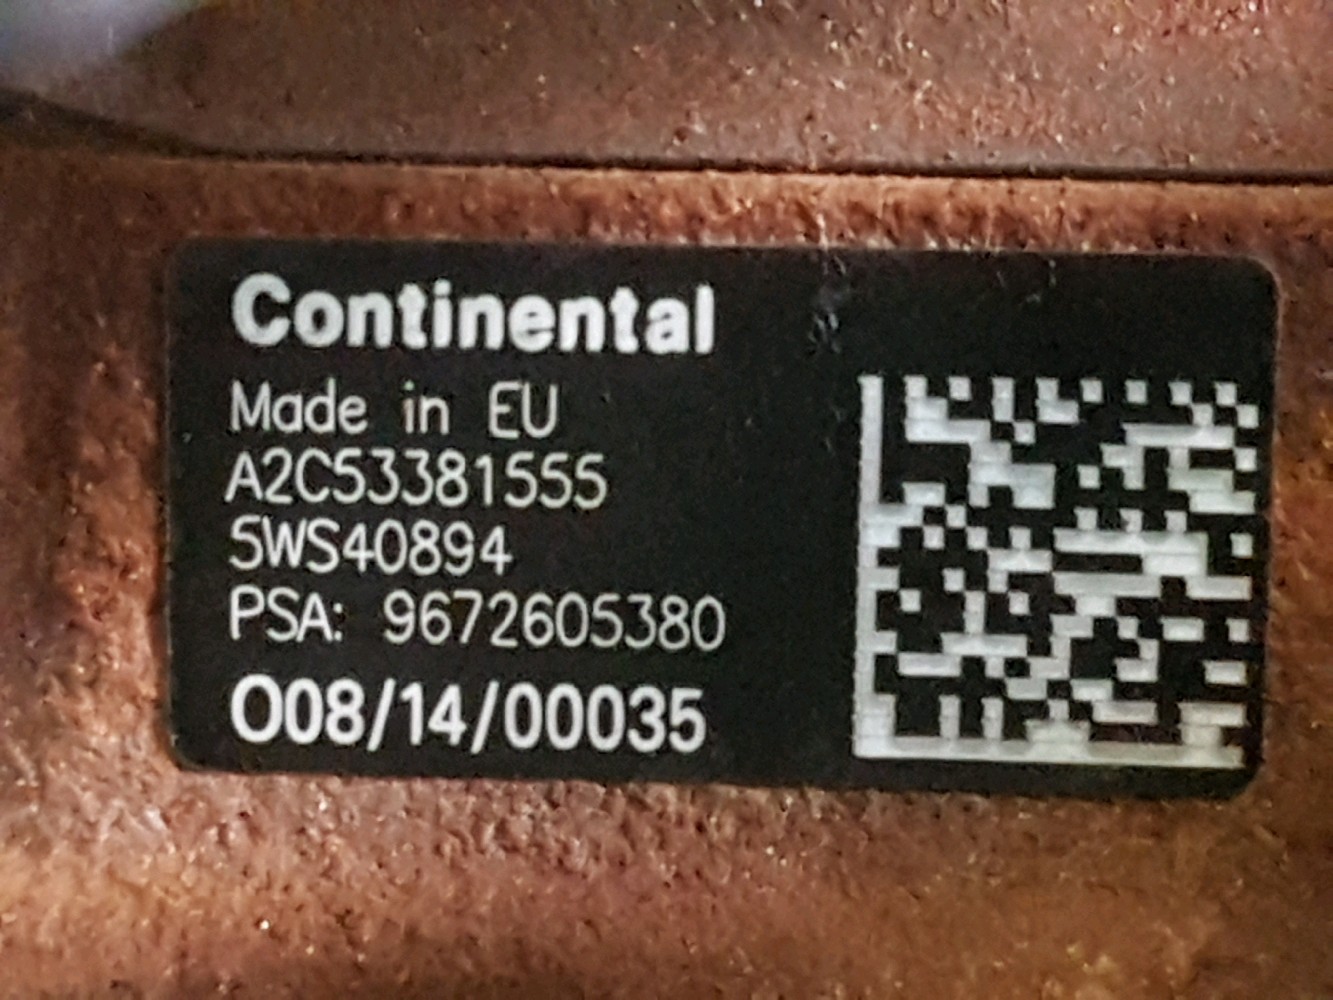 Continental
Made in EU
A2C53381555
5WS40894
PSA: 9672605380
O08/14/00035